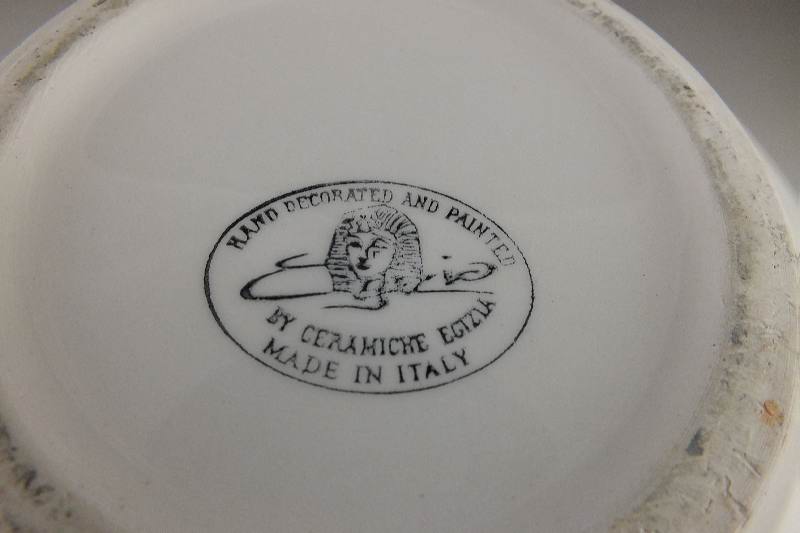 HAND DECORATED AND PAINTED
BY CERAMICHE EGIZIA
MADE IN ITALY